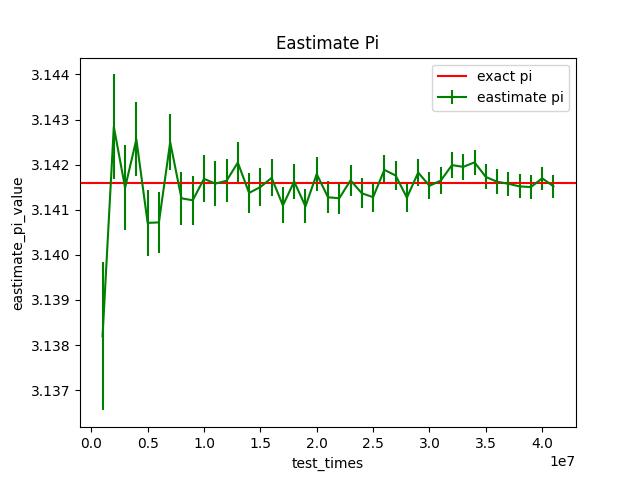 Eastimate Pi
exact pi
eastimate pi
3.144
3.143
3.142
3.141
3.140
3.139
3.138
3.137
eastimate_pi_value
0.0 0.5 1.0 1.5 2.0 2.5 3.0 3.5 4.0
1e7
test_times